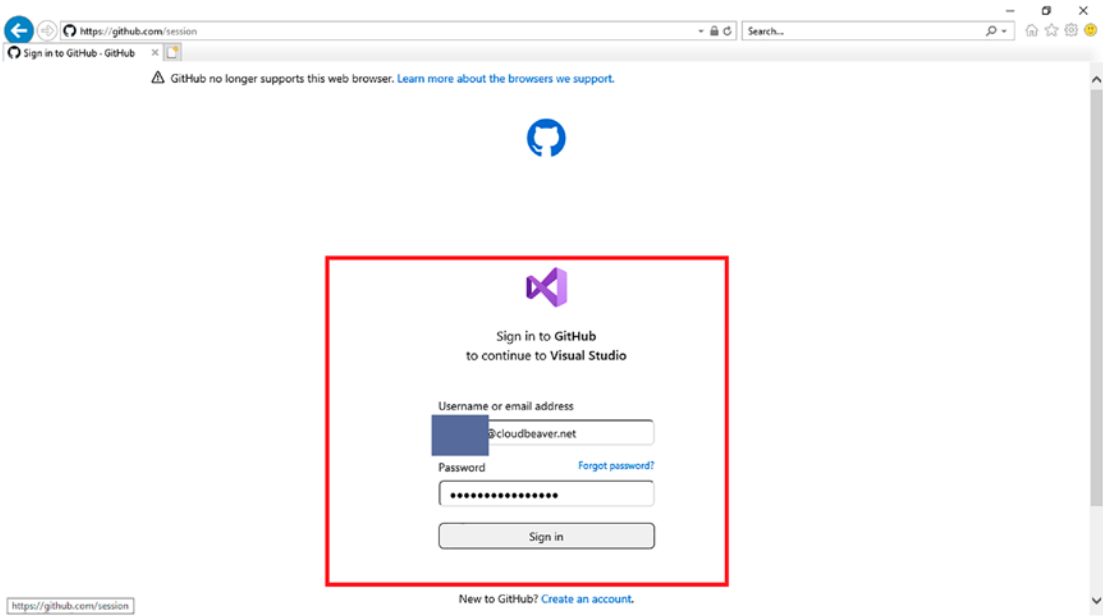 https://github.com/session
Search...
Sign in to GitHub - GitHub
GitHub no longer supports this web browser. Learn more about the browsers we support.
Sign in to GitHub
to continue to Visual Studio
Username or email address
@cloudbeaver.net
Password Forgot password?
Sign in
New to GitHub? Create an account.
https://github.com/session